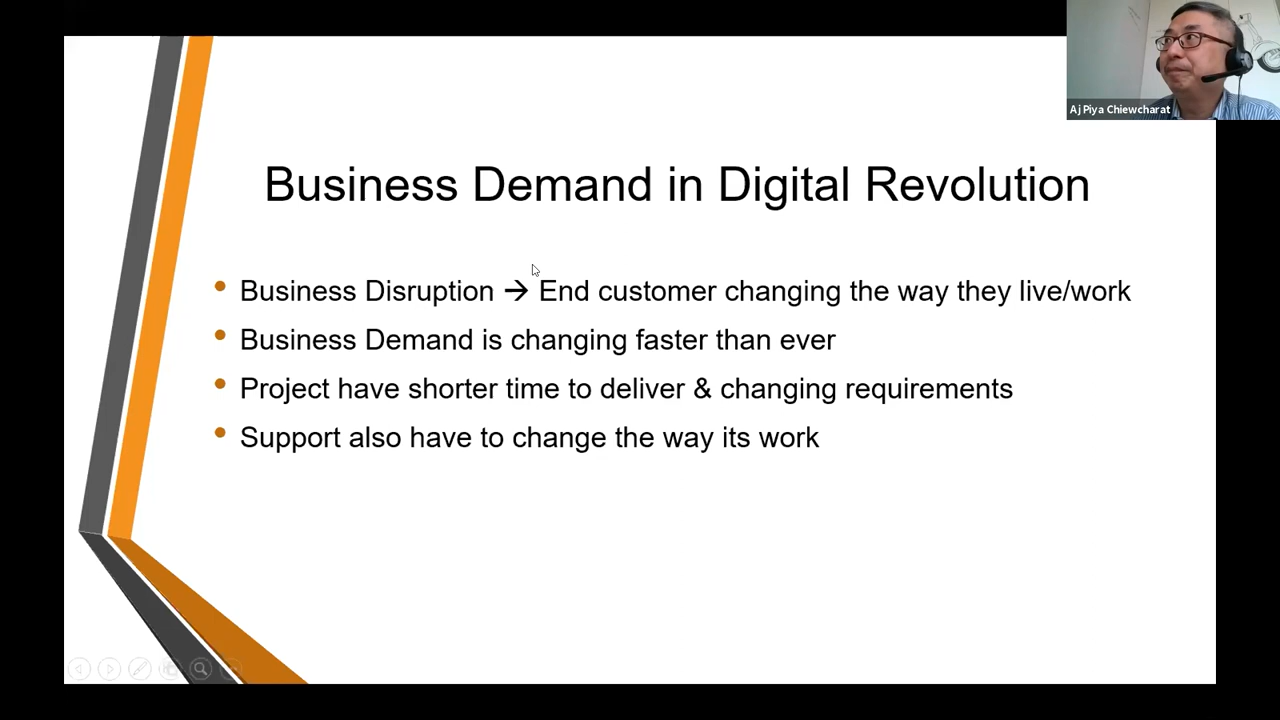 Aj Piya Chiewcharat
Business Demand in Digital Revolution
• Business Disruption → End customer changing the way they live/work
• Business Demand is changing faster than ever
• Project have shorter time to deliver & changing requirements
• Support also have to change the way its work